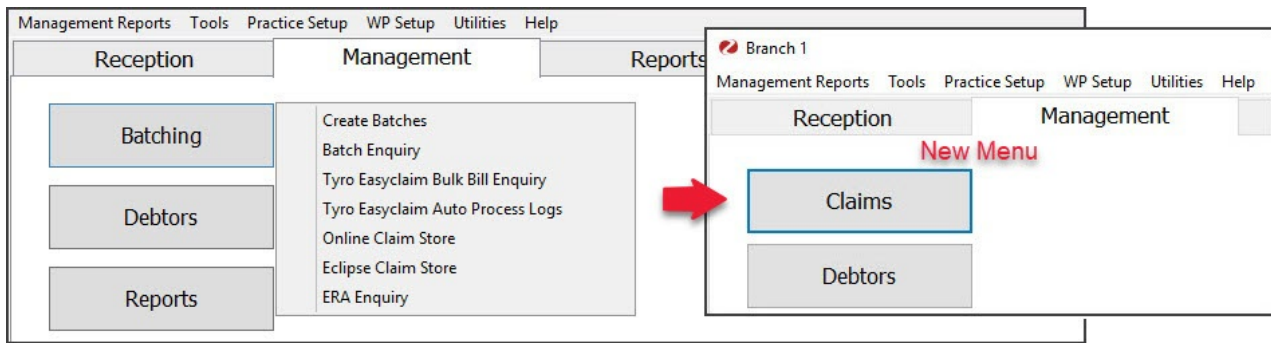 Management Reports Tools Practice Setup WP Setup Utilities Help
Reception Management Reports
Batching
Create Batches
Batch Enquiry
Tyro Easyclaim Bulk Bill Enquiry
Tyro Easyclaim Auto Process Logs
Online Claim Store
Eclipse Claim Store
ERA Enquiry
Debtors
Reports
Branch 1
Management Reports Tools Practice Setup WP Setup Utilities Help
Reception Management
New Menu
Claims
Debtors